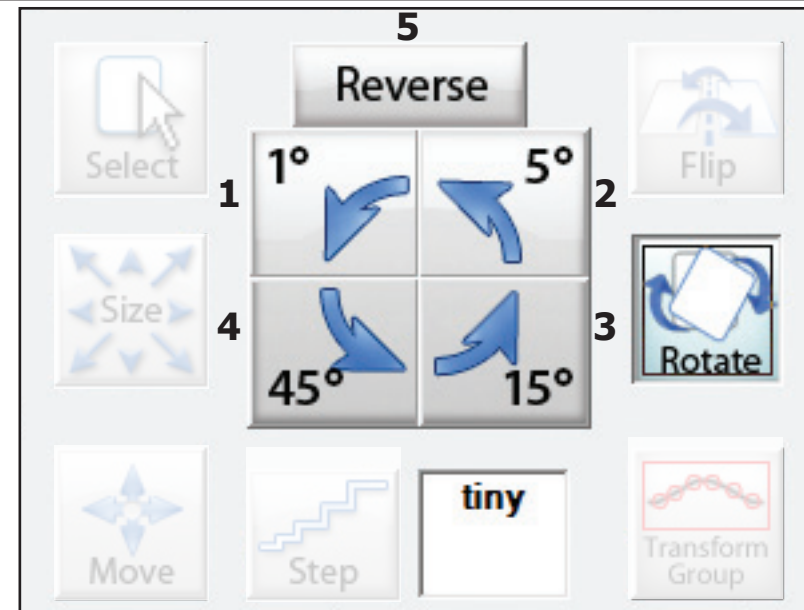 5
Reverse
Select
Flip
1°
5°
1
2
Size
4
3
45°
15°
Rotate
Move
Step
tiny
Transform
Group